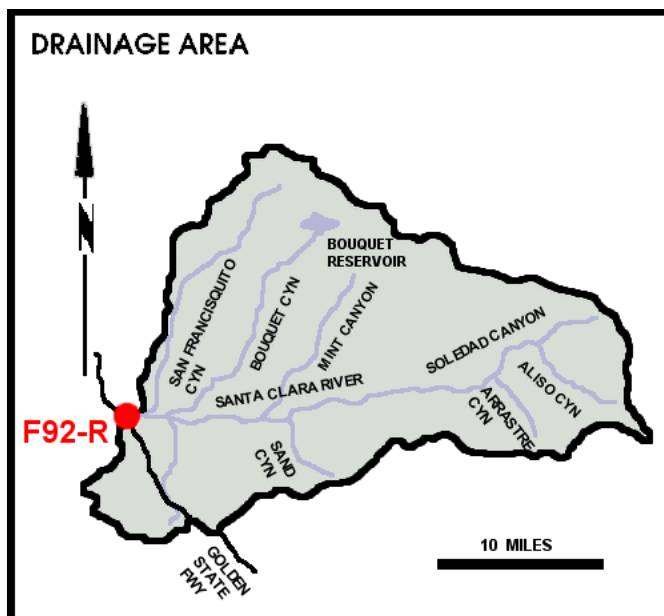 DRAINAGE AREA
N
BOUQUET
RESERVOIR
SAN FRANCISQUITO
CYN
BOUQUET CYN
MINT CANYON
SOLEDAD CANYON
SANTA CLARA RIVER
ALISO CYN
ARRASTRE
CYN
F92-R
SAND
CYN
GOLDEN
STATE
FWY
10 MILES